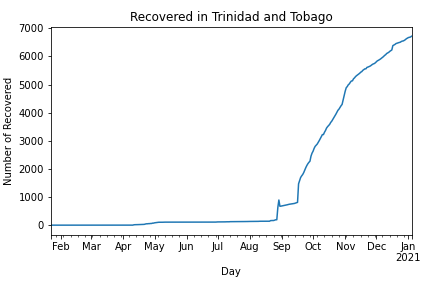 Recovered in Trinidad and Tobago
7000
6000
5000
4000
3000
2000
1000
0
Number of Recovered
Feb Mar Apr May Jun Jul Aug Sep Oct Nov Dec Jan
2021
Day